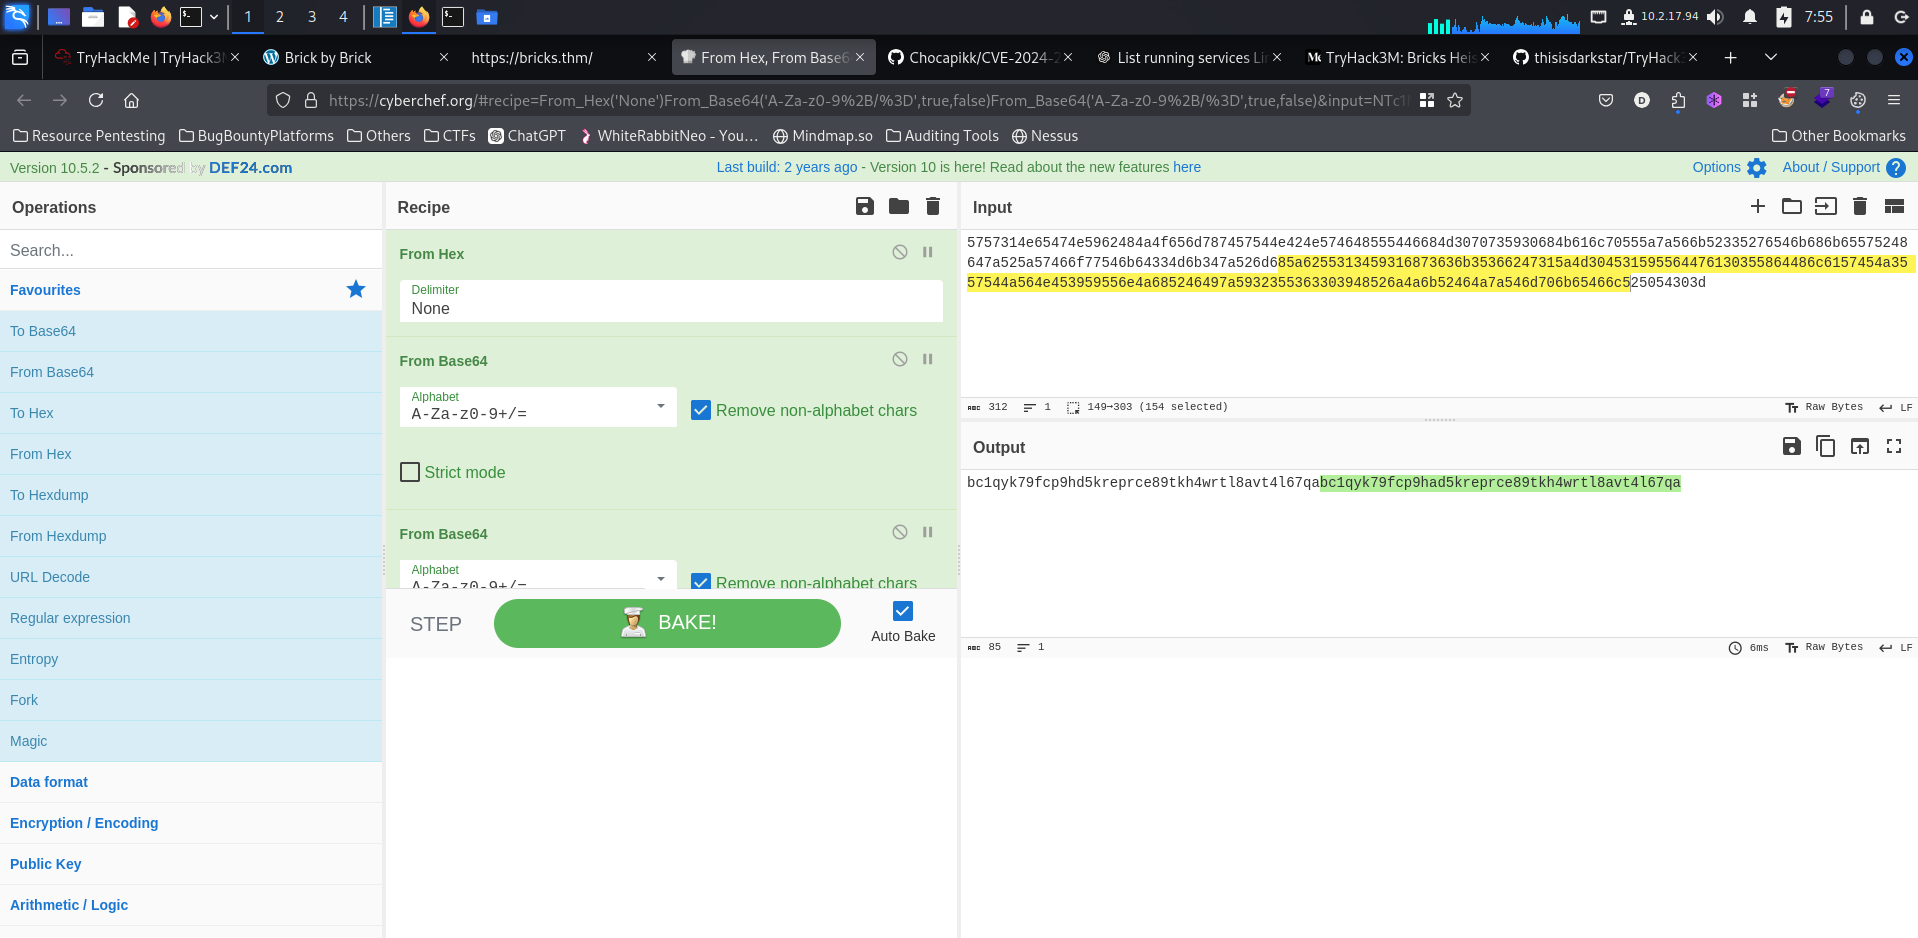 1 2 3 4 10.2.17.94 7:55
TryHackMe | TryHack3M Brick by Brick https://bricks.thm/ From Hex, From Base6 Chocapikk/CVE-2024-2 List running services Lin TryHack3M: Bricks Heis thisisdarkstar/TryHack3
https://cyberchef.org/#recipe=From_Hex('None')From_Base64('A-Za-z0-9%2B/%3D',true,false)From_Base64('A-Za-z0-9%2B/%3D',true,false)&input=NTc1N D 7
Resource Pentesting BugBountyPlatforms Others CTFs ChatGPT WhiteRabbitNeo - You… Mindmap.so Auditing Tools Nessus Other Bookmarks
Version 10.5.2 - Sponsored by DEF24.com Last build: 2 years ago - Version 10 is here! Read about the new features here Options About / Support ?
Operations
Search...
Favourites
To Base64
From Base64
To Hex
From Hex
To Hexdump
From Hexdump
URL Decode
Regular expression
Entropy
Fork
Magic
Data format
Encryption / Encoding
Public Key
Arithmetic / Logic
Recipe
From Hex
Delimiter
None
From Base64
Alphabet
A-Za-z0-9+/=
Remove non-alphabet chars
Strict mode
From Base64
Alphabet
A-Za-z0-9+/=
Remove non-alphabet chars
STEP BAKE! Auto Bake
Input
5757314e65474e5962484a4f656d787457544e424e574648555446684d3070735930684b616c70555a7a566b52335276546b686b65575248
647a525a57466f77546b64334d6b347a526d685a6255313459316873636b35366247315a4d304531595564476130355864486c6157454a35
57544a564e453959556e4a685246497a5932355363303948526a4a6b52464a7a546d706b65466c525054303d
ABC 312 1 149→303 (154 selected) Raw Bytes LF
Output
bc1qyk79fcp9hd5kreprce89tkh4wrtl8avt4l67qabc1qyk79fcp9had5kreprce89tkh4wrtl8avt4l67qa
ABC 85 1 6ms Raw Bytes LF